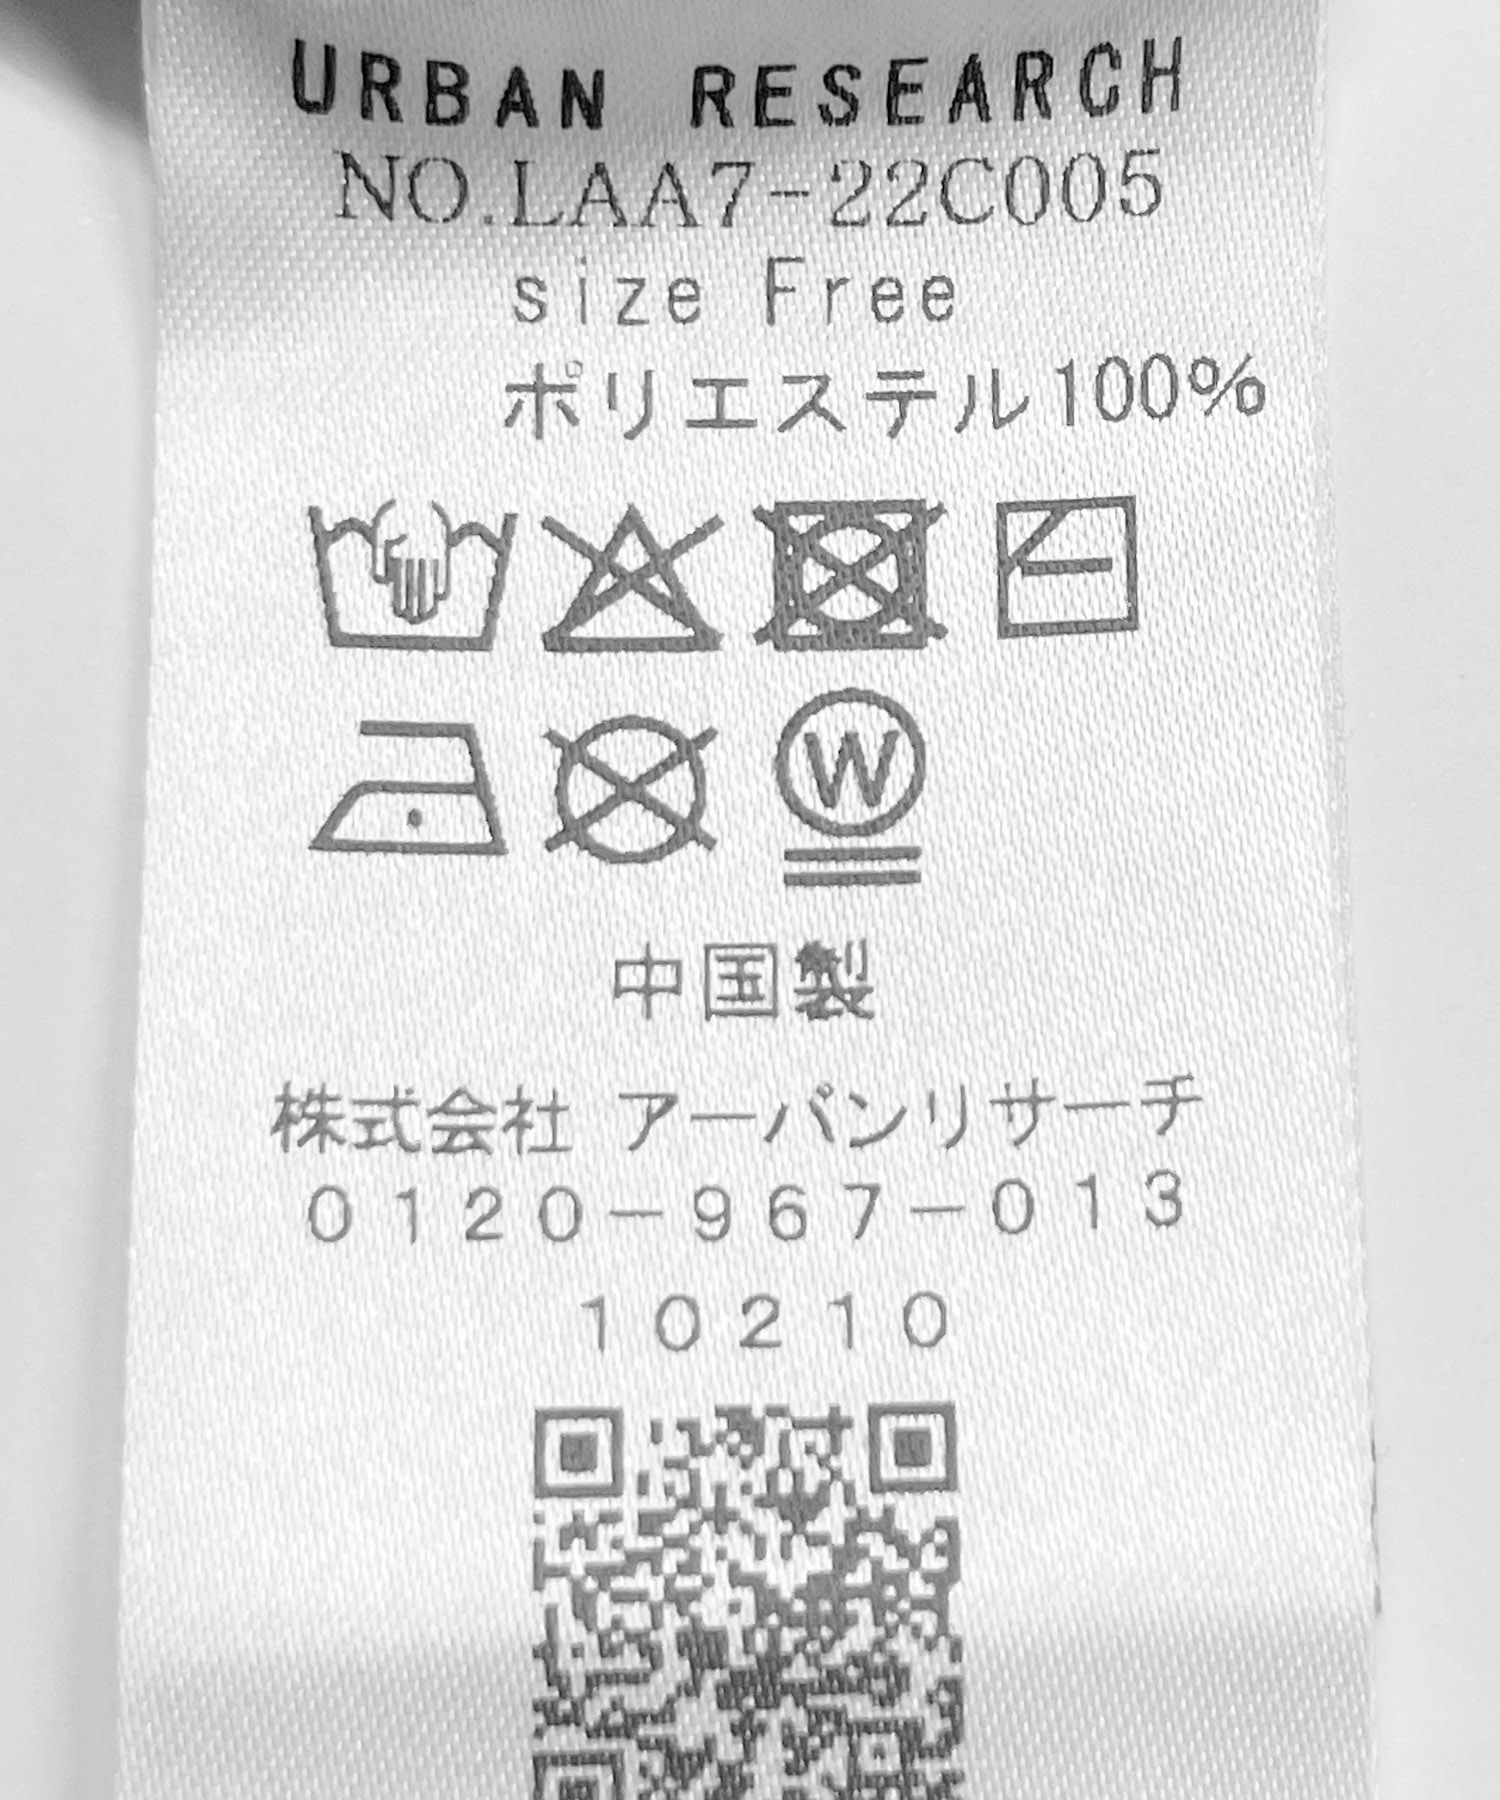 URBAN RESEARCH
NO.LAA7-22C005
size Free
ポリエステル100%
W
中国製
株式会社 アーバンリサーチ
0120-967-013
10210